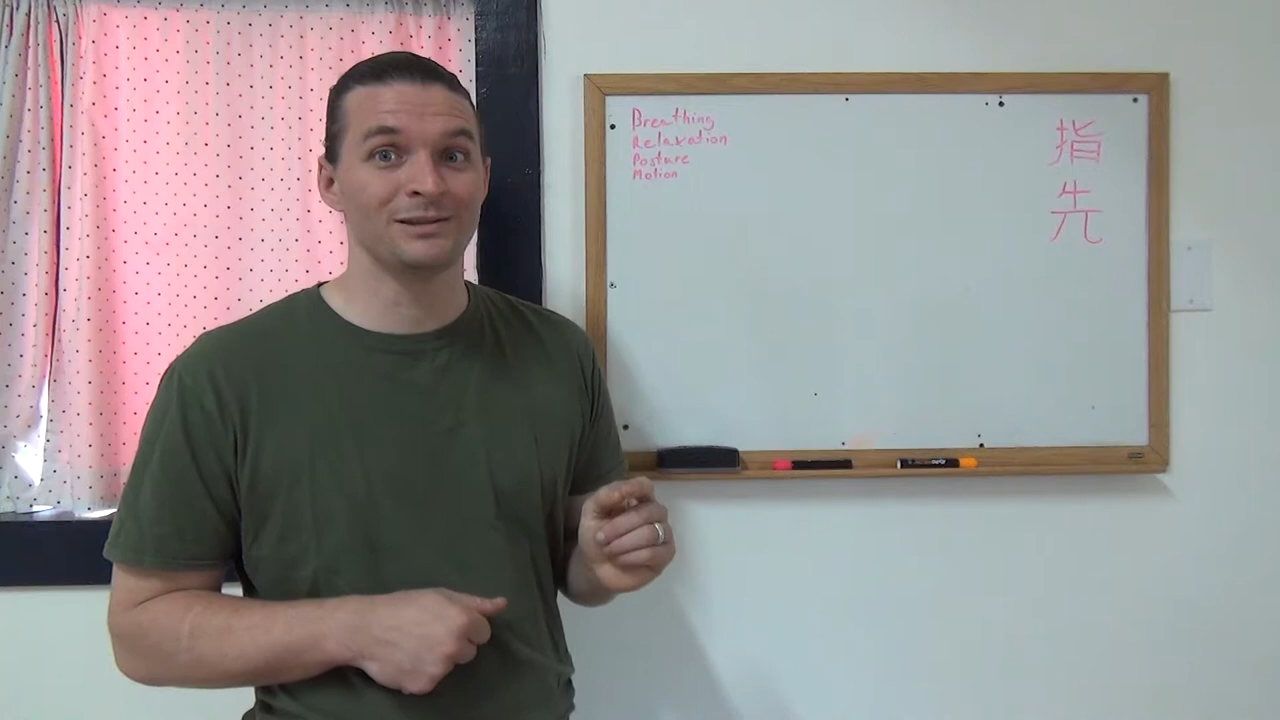 Breathing
Relaxation
Posture
Motion
指先